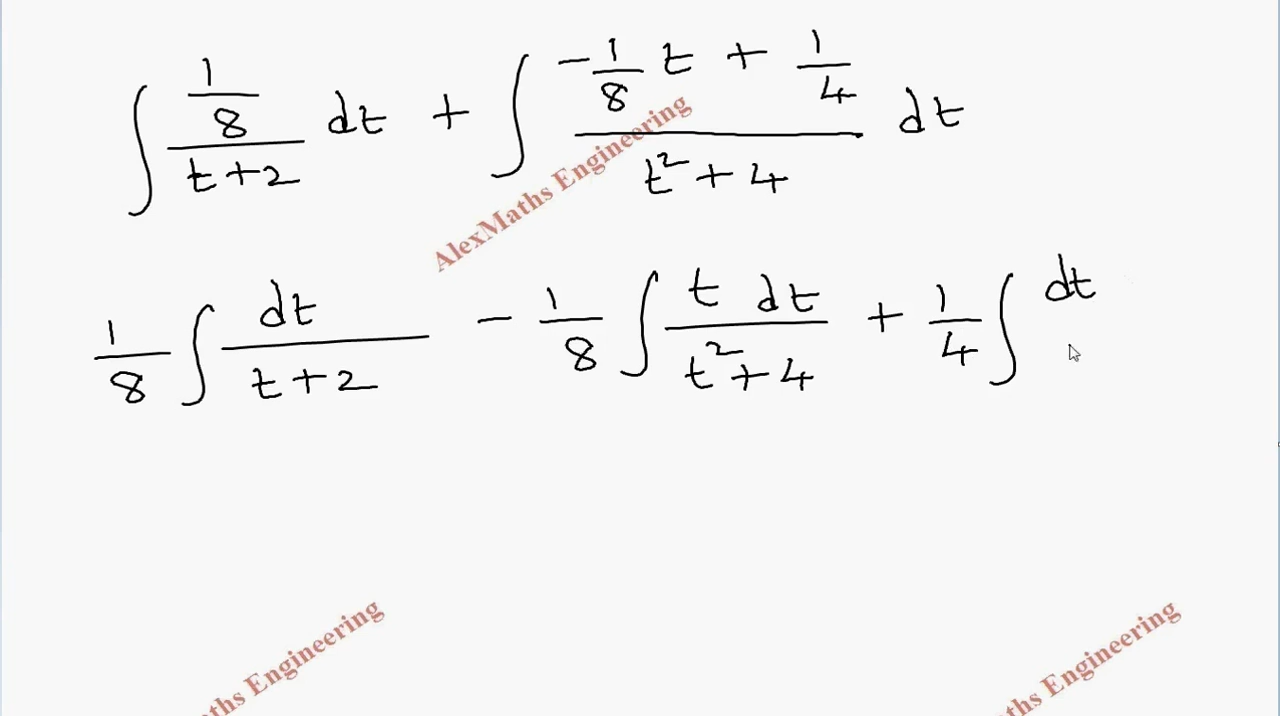 ∫ (1/8)/(t+2) dt + ∫ (-1/8 t + 1/4)/(t²+4) dt
AlexMaths Engineering
1/8 ∫ dt/(t+2) - 1/8 ∫ t dt/(t²+4) + 1/4 ∫ dt
ths Engineering
ths Engineering